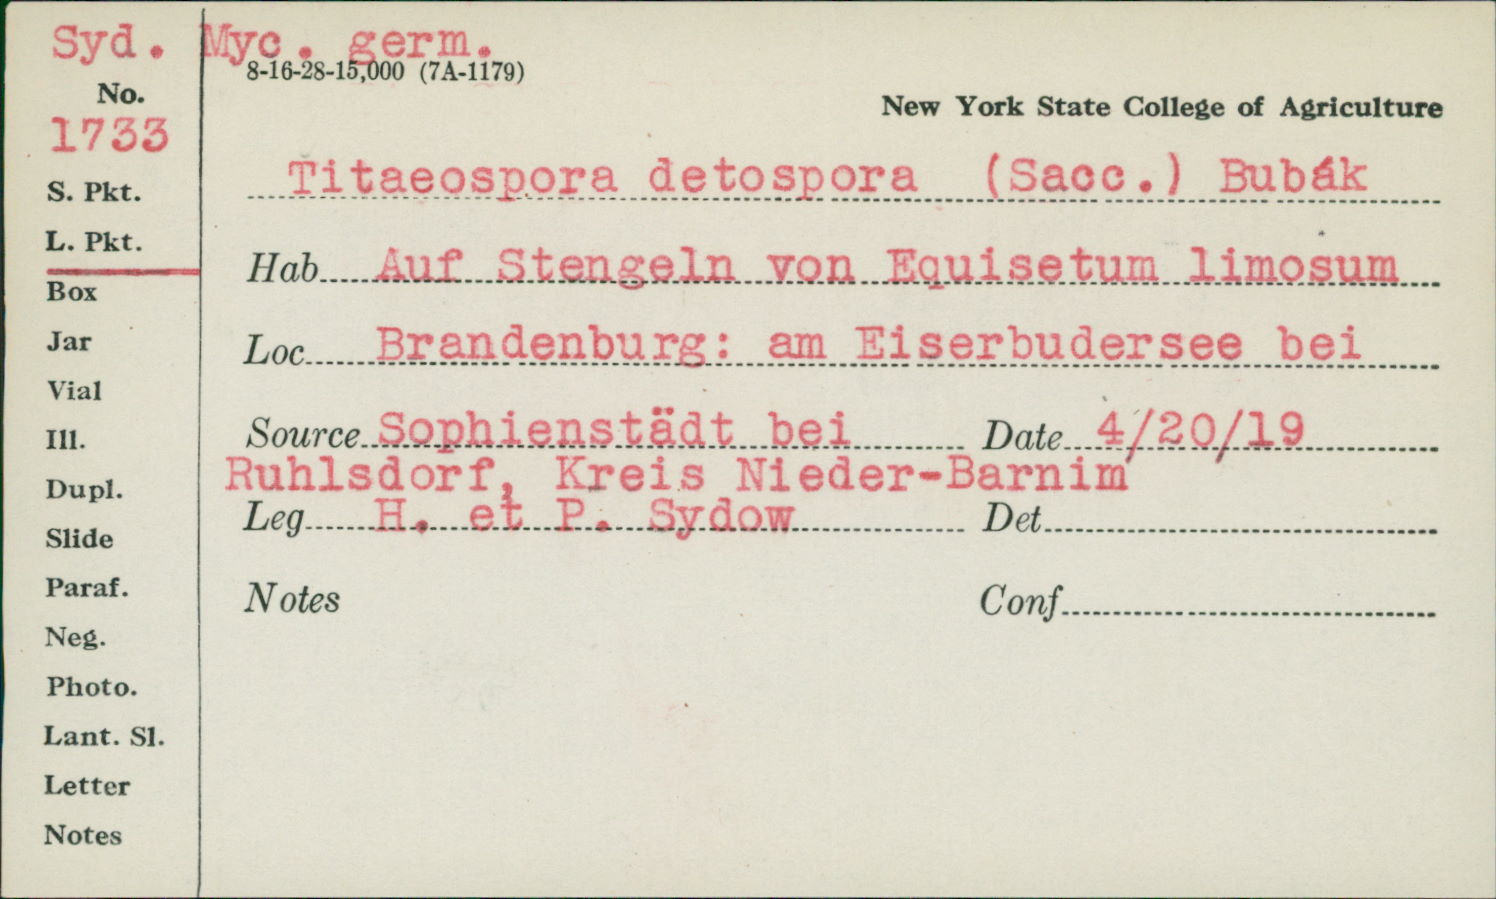 Syd. Myc. germ.
8-16-28-15,000 (7A-1179)
No.
1733
New York State College of Agriculture
Titaeospora detospora (Sacc.) Bubák
S. Pkt.
L. Pkt.
Hab. Auf Stengeln von Equisetum limosum
Box
Jar
Loc. Brandenburg: am Eiserbudersee bei
Vial
Ill.
Source Sophienstädt bei Date 4/20/19
Ruhlsdorf, Kreis Nieder-Barnim
Dupl.
Leg. H. et P. Sydow Det.
Slide
Paraf.
Notes Conf.
Neg.
Photo.
Lant. Sl.
Letter
Notes